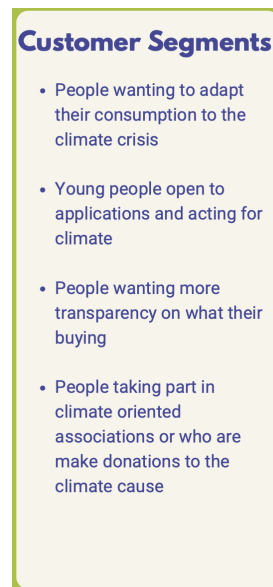 Customer Segments
• People wanting to adapt
their consumption to the
climate crisis
• Young people open to
applications and acting for
climate
• People wanting more
transparency on what their
buying
• People taking part in
climate oriented
associations or who are
make donations to the
climate cause